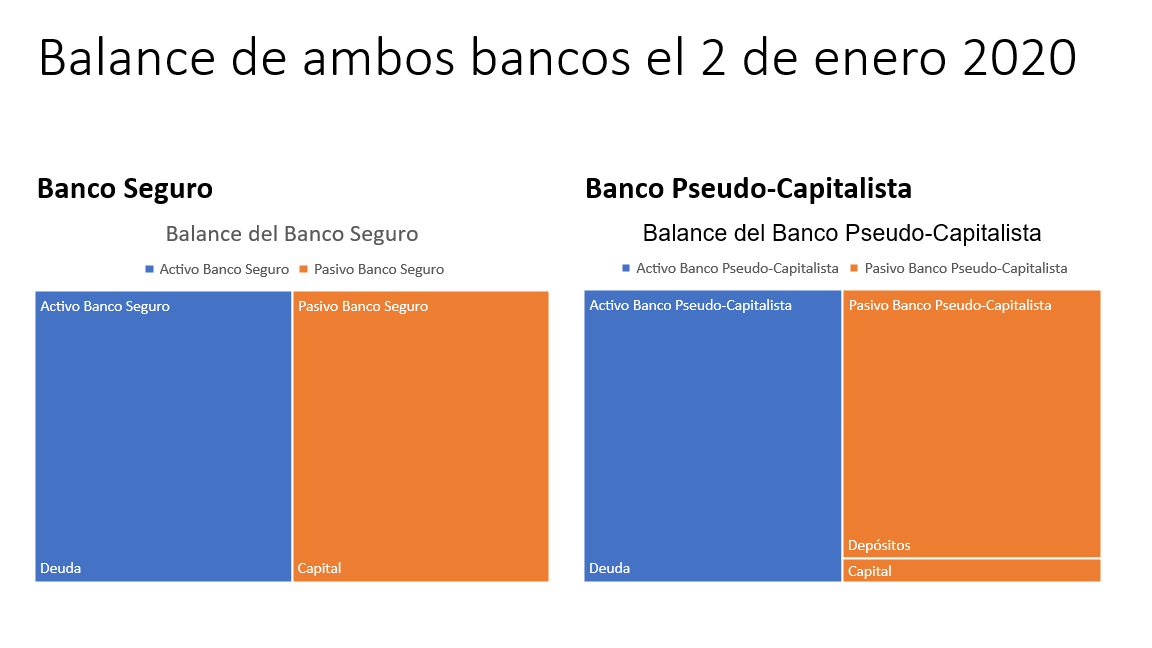 Balance de ambos bancos el 2 de enero 2020
Banco Seguro
Balance del Banco Seguro
Activo Banco Seguro Pasivo Banco Seguro
Activo Banco Seguro
Pasivo Banco Seguro
Deuda
Capital
Banco Pseudo-Capitalista
Balance del Banco Pseudo-Capitalista
Activo Banco Pseudo-Capitalista Pasivo Banco Pseudo-Capitalista
Activo Banco Pseudo-Capitalista
Pasivo Banco Pseudo-Capitalista
Depósitos
Deuda
Capital